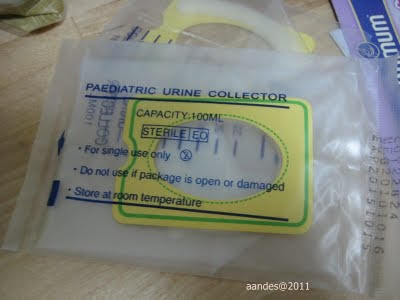 PAEDIATRIC URINE COLLECTOR
CAPACITY:100ML
STERILE EO
· For single use only
· Do not use if package is open or damaged
· Store at room temperature
mum
aandes@2011